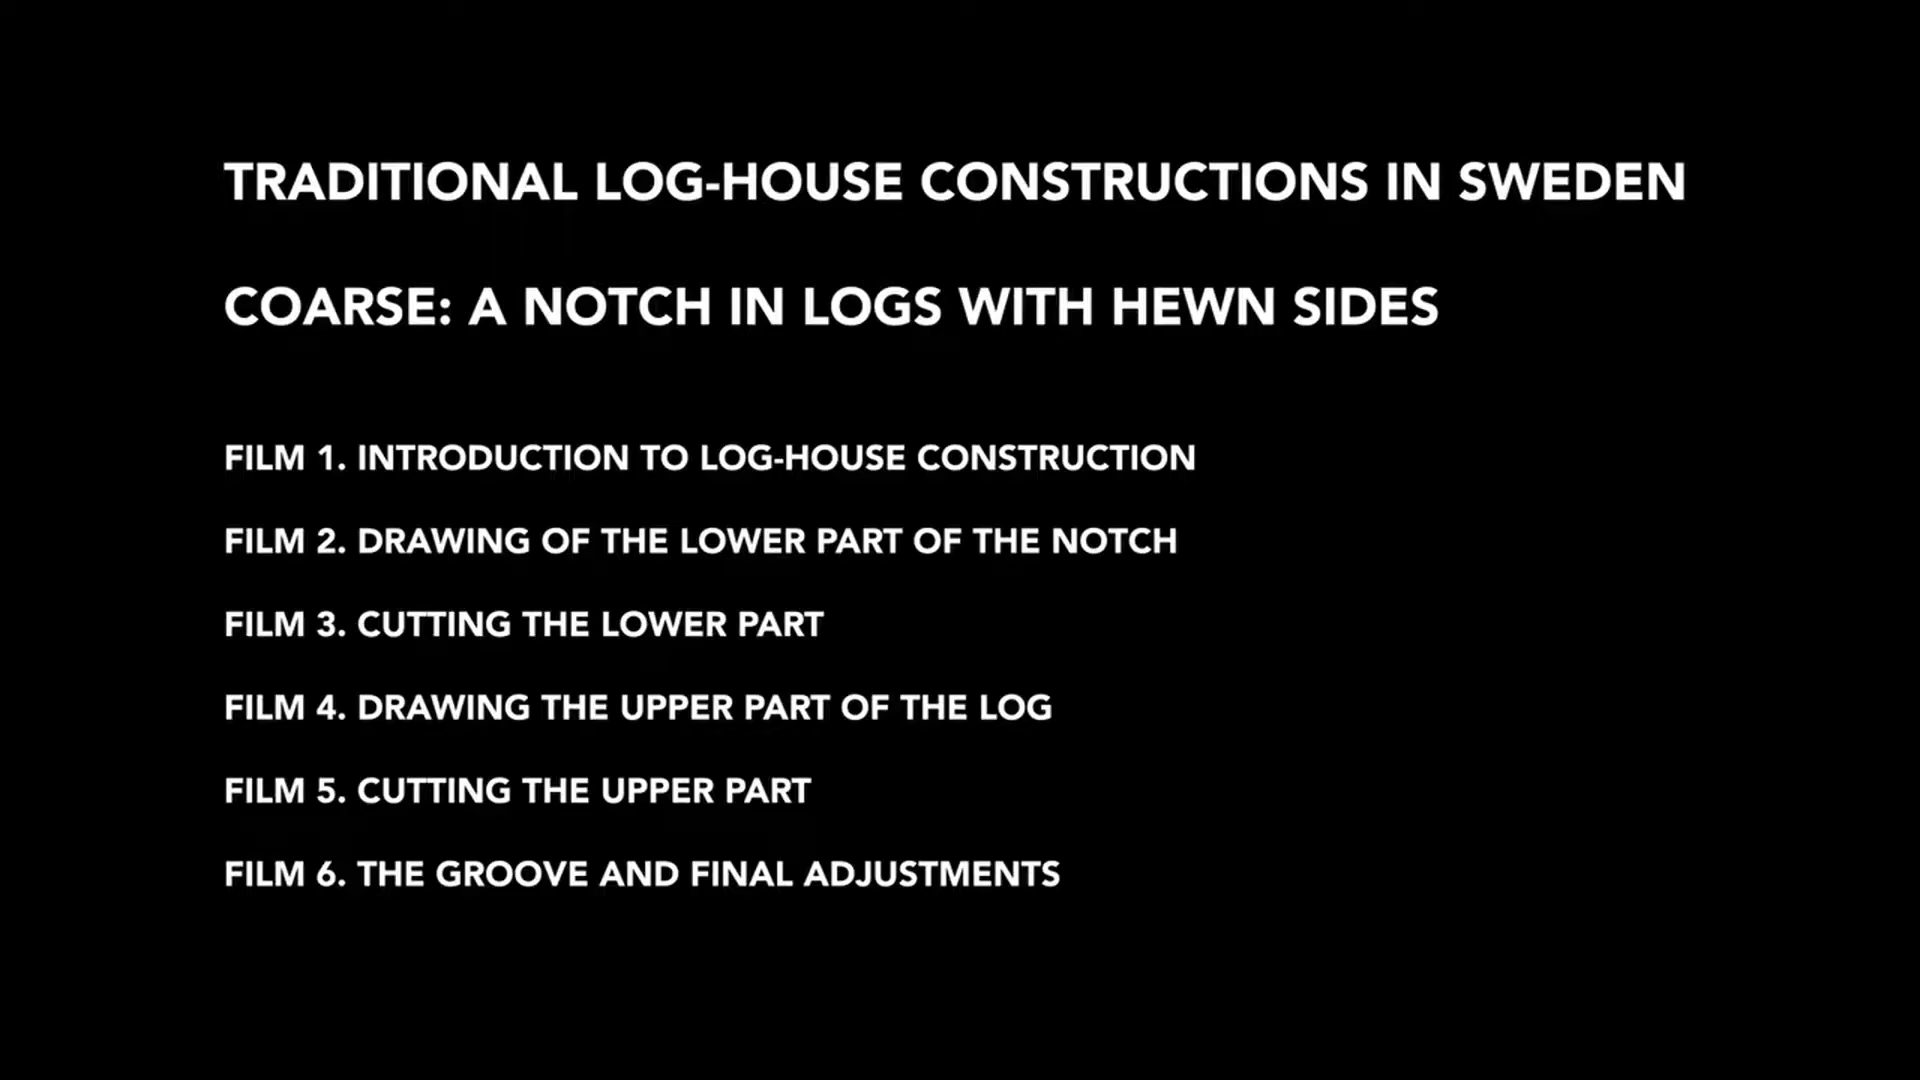 TRADITIONAL LOG-HOUSE CONSTRUCTIONS IN SWEDEN
COARSE: A NOTCH IN LOGS WITH HEWN SIDES
FILM 1. INTRODUCTION TO LOG-HOUSE CONSTRUCTION
FILM 2. DRAWING OF THE LOWER PART OF THE NOTCH
FILM 3. CUTTING THE LOWER PART
FILM 4. DRAWING THE UPPER PART OF THE LOG
FILM 5. CUTTING THE UPPER PART
FILM 6. THE GROOVE AND FINAL ADJUSTMENTS